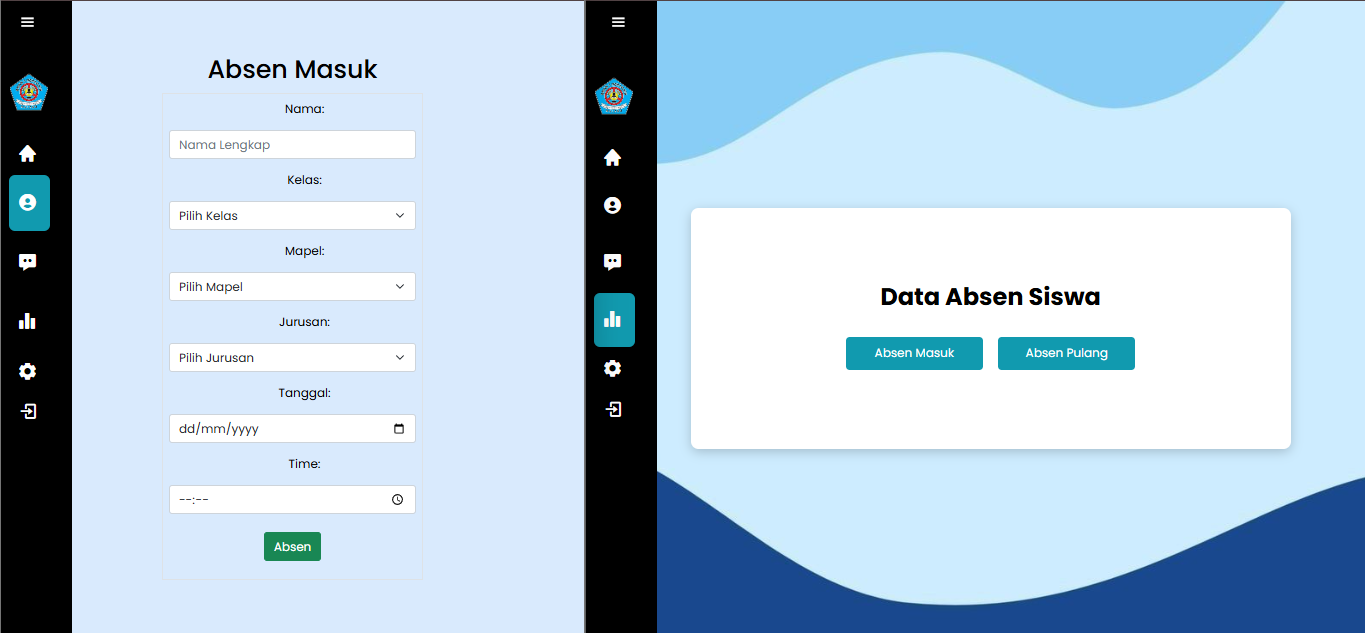 Absen Masuk
Nama:
Nama Lengkap
Kelas:
Pilih Kelas
Mapel:
Pilih Mapel
Jurusan:
Pilih Jurusan
Tanggal:
dd/mm/yyyy
Time:
--:--
Absen
Data Absen Siswa
Absen Masuk
Absen Pulang